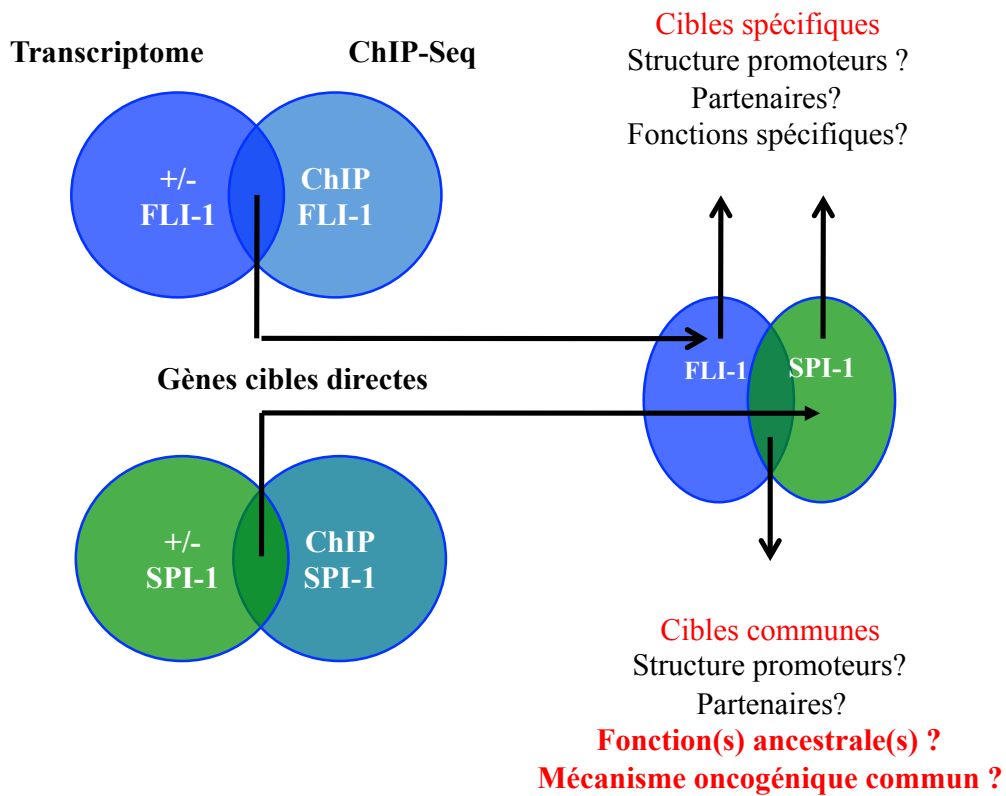 Transcriptome
ChIP-Seq
+/-
FLI-1
ChIP
FLI-1
Gènes cibles directes
+/-
SPI-1
ChIP
SPI-1
Cibles spécifiques
Structure promoteurs ?
Partenaires?
Fonctions spécifiques?
FLI-1
SPI-1
Cibles communes
Structure promoteurs?
Partenaires?
Fonction(s) ancestrale(s) ?
Mécanisme oncogénique commun ?